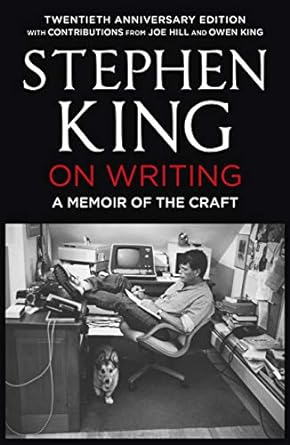 TWENTIETH ANNIVERSARY EDITION
WITH CONTRIBUTIONS FROM JOE HILL AND OWEN KING
STEPHEN
KING
ON WRITING
A MEMOIR OF THE CRAFT